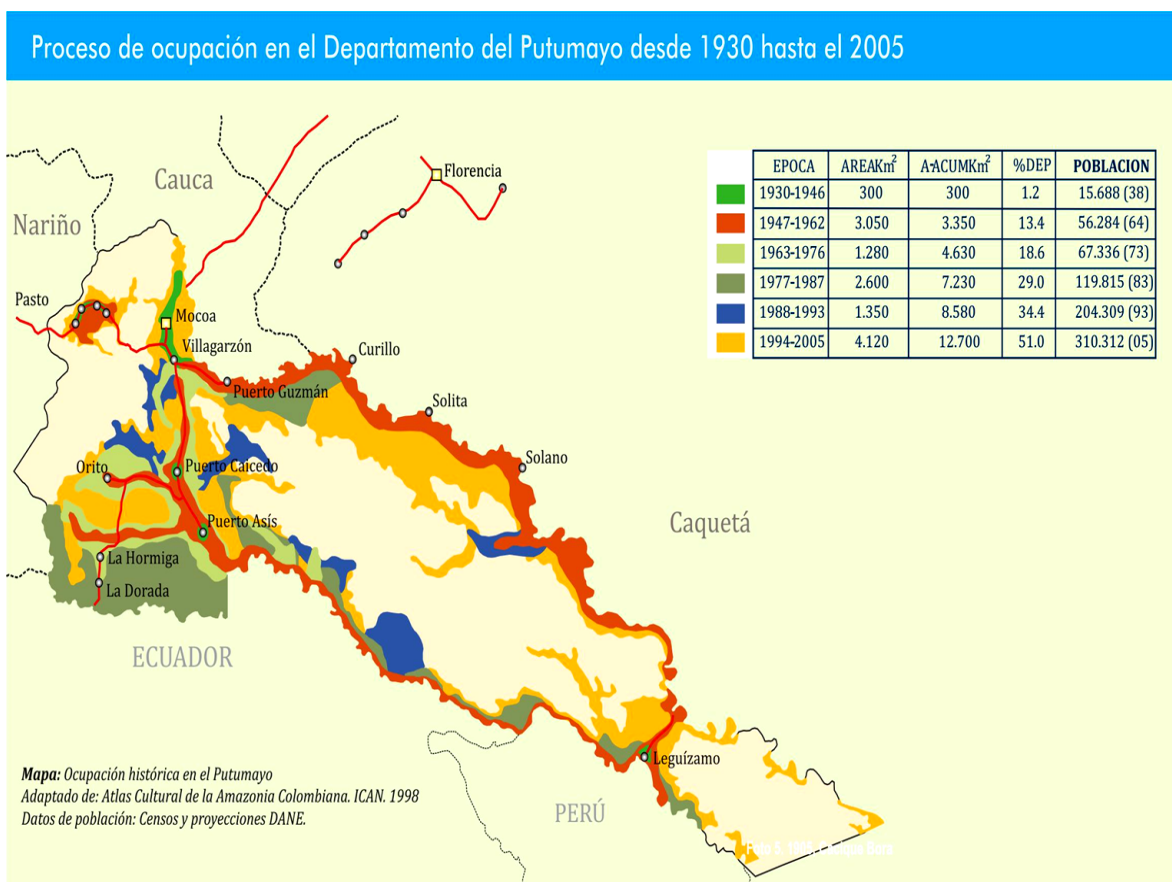 Proceso de ocupación en el Departamento del Putumayo desde 1930 hasta el 2005
EPOCA AREAKm² A•ACUMKm² %DEP POBLACION
1930-1946 300 300 1.2 15.688 (38)
1947-1962 3.050 3.350 13.4 56.284 (64)
1963-1976 1.280 4.630 18.6 67.336 (73)
1977-1987 2.600 7.230 29.0 119.815 (83)
1988-1993 1.350 8.580 34.4 204.309 (93)
1994-2005 4.120 12.700 51.0 310.312 (05)
Florencia
Cauca
Nariño
Pasto
Mocoa
Villagarzón
Curillo
Puerto Guzmán
Solita
Solano
Orito
Puerto Caicedo
Puerto Asís
Caquetá
La Hormiga
La Dorada
ECUADOR
Leguízamo
PERÚ
Mapa: Ocupación histórica en el Putumayo
Adaptado de: Atlas Cultural de la Amazonia Colombiana. ICAN. 1998
Datos de población: Censos y proyecciones DANE.